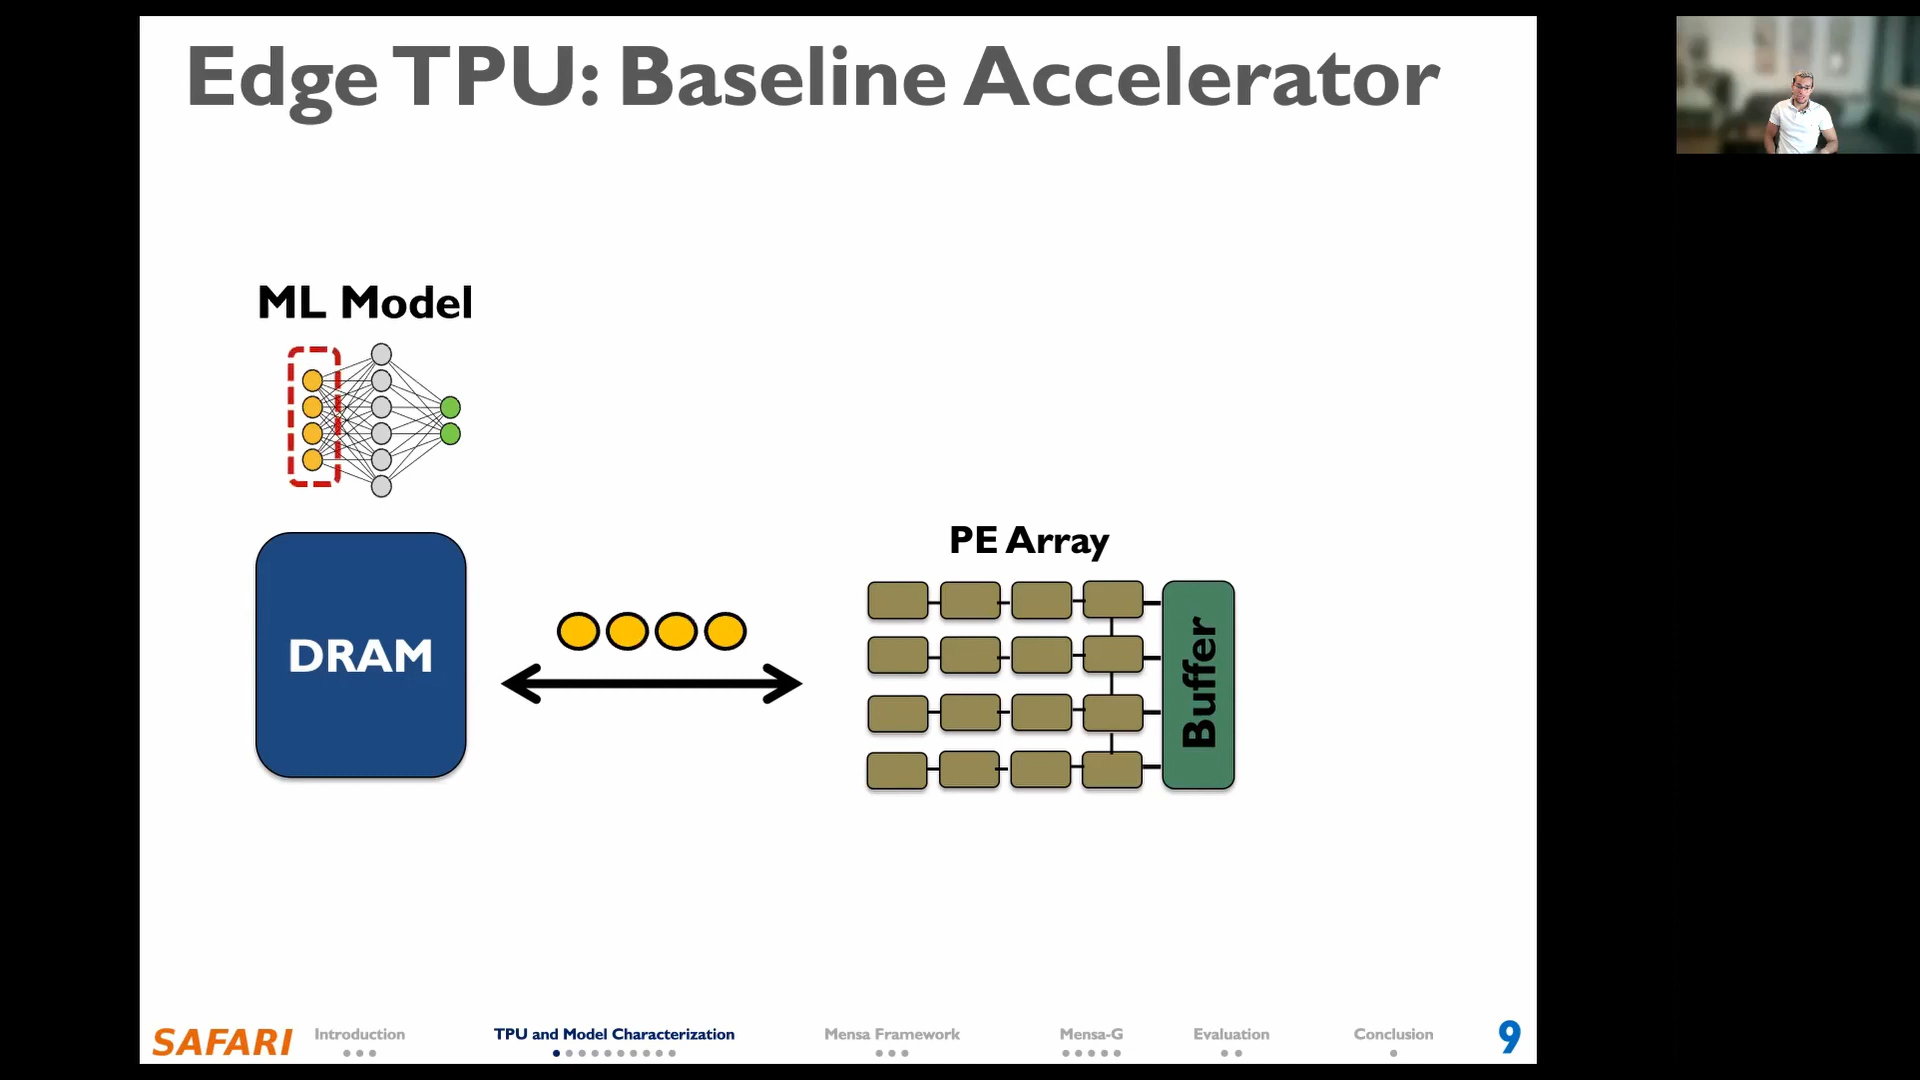 Edge TPU: Baseline Accelerator
ML Model
PE Array
DRAM
Buffer
SAFARI
Introduction
TPU and Model Characterization
Mensa Framework
Mensa-G
Evaluation
Conclusion
9